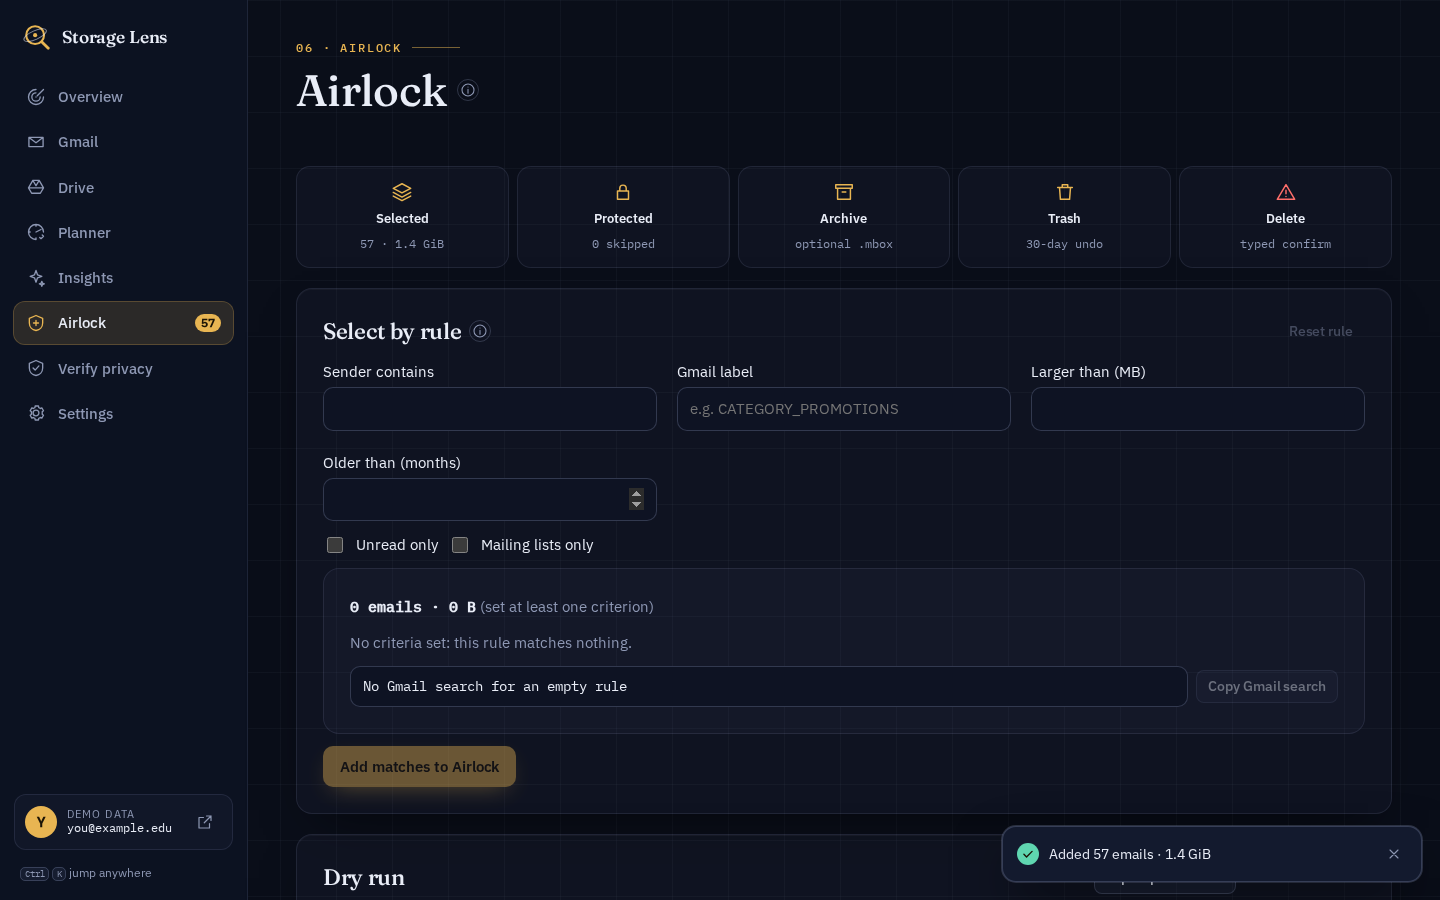 Storage Lens
Overview
Gmail
Drive
Planner
Insights
Airlock 57
Verify privacy
Settings
Y
DEMO DATA
you@example.edu
Ctrl K jump anywhere
06 · AIRLOCK
Airlock
Selected
57 · 1.4 GiB
Protected
0 skipped
Archive
optional .mbox
Trash
30-day undo
Delete
typed confirm
Select by rule
Reset rule
Sender contains
Gmail label
e.g. CATEGORY_PROMOTIONS
Larger than (MB)
Older than (months)
Unread only
Mailing lists only
0 emails · 0 B (set at least one criterion)
No criteria set: this rule matches nothing.
No Gmail search for an empty rule
Copy Gmail search
Add matches to Airlock
Dry run
Added 57 emails · 1.4 GiB